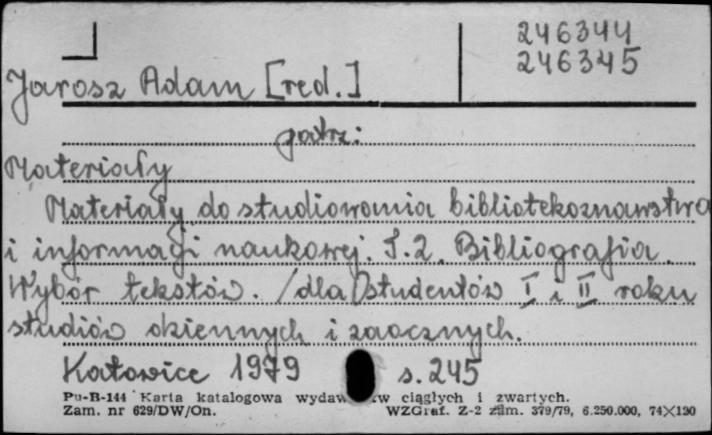 246344
246345
Jarosz Adam [red.]
patrz:
Materiały
Materiały do studiowania bibliotekoznawstwa
i informacji naukowej. T.2. Bibliografia.
Wybór tekstów. /dla studentów I i II roku
studiów dziennych i zaocznych.
Katowice 1979 s. 245
Pu-B-144 Karta katalogowa ciągłych i zwartych.
Zam. nr 629/DW/On. WZGraf. Z-2 zam. 379/79, 6.250.000, 74×120